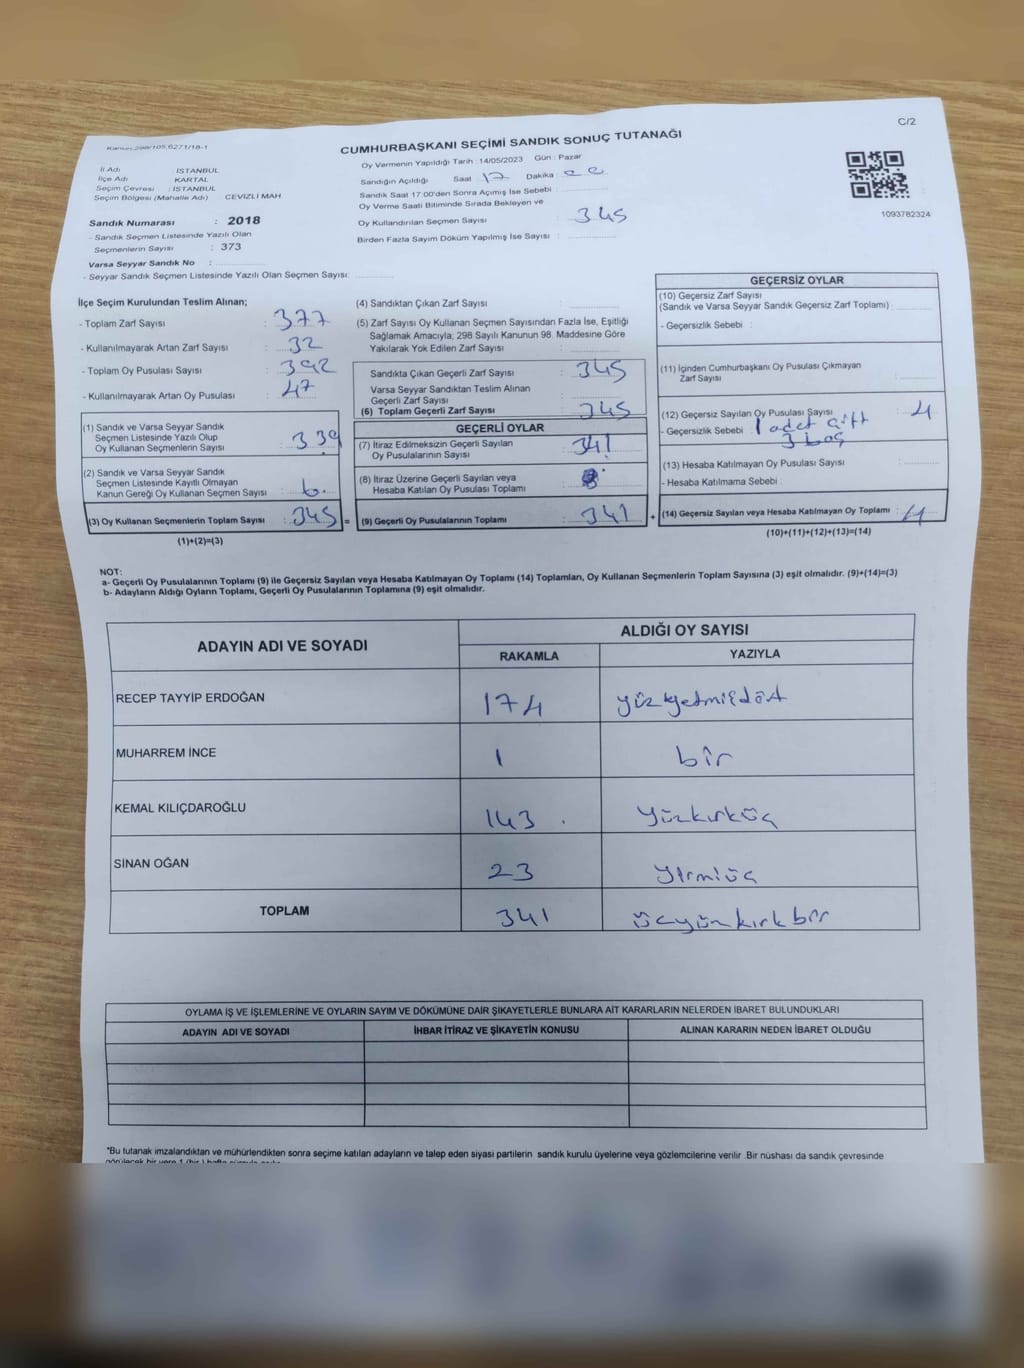 Kanun:298/105,6271/18-1
C/2
CUMHURBAŞKANI SEÇİMİ SANDIK SONUÇ TUTANAĞI
İl Adı : İSTANBUL
İlçe Adı : KARTAL
Seçim Çevresi : İSTANBUL
Seçim Bölgesi (Mahalle Adı) CEVİZLİ MAH.
Sandık Numarası : 2018
- Sandık Seçmen Listesinde Yazılı Olan
Seçmenlerin Sayısı : 373
Varsa Seyyar Sandık No :
- Seyyar Sandık Seçmen Listesinde Yazılı Olan Seçmen Sayısı:
Oy Vermenin Yapıldığı Tarih : 14/05/2023 Gün : Pazar
Sandığın Açıldığı Saat 17 Dakika
Sandık Saat 17:00'den Sonra Açımış İse Sebebi :
Oy Verme Saati Bitiminde Sırada Bekleyen ve
Oy Kullandırılan Seçmen Sayısı : 345
Birden Fazla Sayım Döküm Yapılmış İse Sayısı :
1093782324
İlçe Seçim Kurulundan Teslim Alınan;
- Toplam Zarf Sayısı : 377
- Kullanılmayarak Artan Zarf Sayısı : 32
- Toplam Oy Pusulası Sayısı : 392
- Kullanılmayarak Artan Oy Pusulası : 47
(1) Sandık ve Varsa Seyyar Sandık
Seçmen Listesinde Yazılı Olup
Oy Kullanan Seçmenlerin Sayısı : 339
(2) Sandık ve Varsa Seyyar Sandık
Seçmen Listesinde Kayıtlı Olmayan
Kanun Gereği Oy Kullanan Seçmen Sayısı : 6
(3) Oy Kullanan Seçmenlerin Toplam Sayısı : 345 =
(1)+(2)=(3)
(4) Sandıktan Çıkan Zarf Sayısı :
(5) Zarf Sayısı Oy Kullanan Seçmen Sayısından Fazla İse, Eşitliği
Sağlamak Amacıyla; 298 Sayılı Kanunun 98. Maddesine Göre
Yakılarak Yok Edilen Zarf Sayısı :
Sandıkta Çıkan Geçerli Zarf Sayısı : 345
Varsa Seyyar Sandıktan Teslim Alınan
Geçerli Zarf Sayısı :
(6) Toplam Geçerli Zarf Sayısı : 345
GEÇERLİ OYLAR
(7) İtiraz Edilmeksizin Geçerli Sayılan
Oy Pusulalarının Sayısı : 341
(8) İtiraz Üzerine Geçerli Sayılan veya
Hesaba Katılan Oy Pusulası Toplamı :
(9) Geçerli Oy Pusulalarının Toplamı : 341 +
GEÇERSİZ OYLAR
(10) Geçersiz Zarf Sayısı
(Sandık ve Varsa Seyyar Sandık Geçersiz Zarf Toplamı) :
- Geçersizlik Sebebi :
(11) İçinden Cumhurbaşkanı Oy Pusulası Çıkmayan
Zarf Sayısı :
(12) Geçersiz Sayılan Oy Pusulası Sayısı : 4
- Geçersizlik Sebebi : 1 adet çift
3 boş
(13) Hesaba Katılmayan Oy Pusulası Sayısı :
- Hesaba Katılmama Sebebi :
(14) Geçersiz Sayılan veya Hesaba Katılmayan Oy Toplamı : 4
(10)+(11)+(12)+(13)=(14)
NOT:
a- Geçerli Oy Pusulalarının Toplamı (9) ile Geçersiz Sayılan veya Hesaba Katılmayan Oy Toplamı (14) Toplamları, Oy Kullanan Seçmenlerin Toplam Sayısına (3) eşit olmalıdır. (9)+(14)=(3)
b- Adayların Aldığı Oyların Toplamı, Geçerli Oy Pusulalarının Toplamına (9) eşit olmalıdır.
ADAYIN ADI VE SOYADI ALDIĞI OY SAYISI
RAKAMLA YAZIYLA
RECEP TAYYİP ERDOĞAN 174 yüzyetmişdört
MUHARREM İNCE 1 bir
KEMAL KILIÇDAROĞLU 143 yüzkırküç
SİNAN OĞAN 23 yirmiüç
TOPLAM 341 üçyüzkırkbir
OYLAMA İŞ VE İŞLEMLERİNE VE OYLARIN SAYIM VE DÖKÜMÜNE DAİR ŞİKAYETLERLE BUNLARA AİT KARARLARIN NELERDEN İBARET BULUNDUKLARI
ADAYIN ADI VE SOYADI İHBAR İTİRAZ VE ŞİKAYETİN KONUSU ALINAN KARARIN NEDEN İBARET OLDUĞU
*Bu tutanak imzalandıktan ve mühürlendikten sonra seçime katılan adayların ve talep eden siyasi partilerin sandık kurulu üyelerine veya gözlemcilerine verilir. Bir nüshası da sandık çevresinde